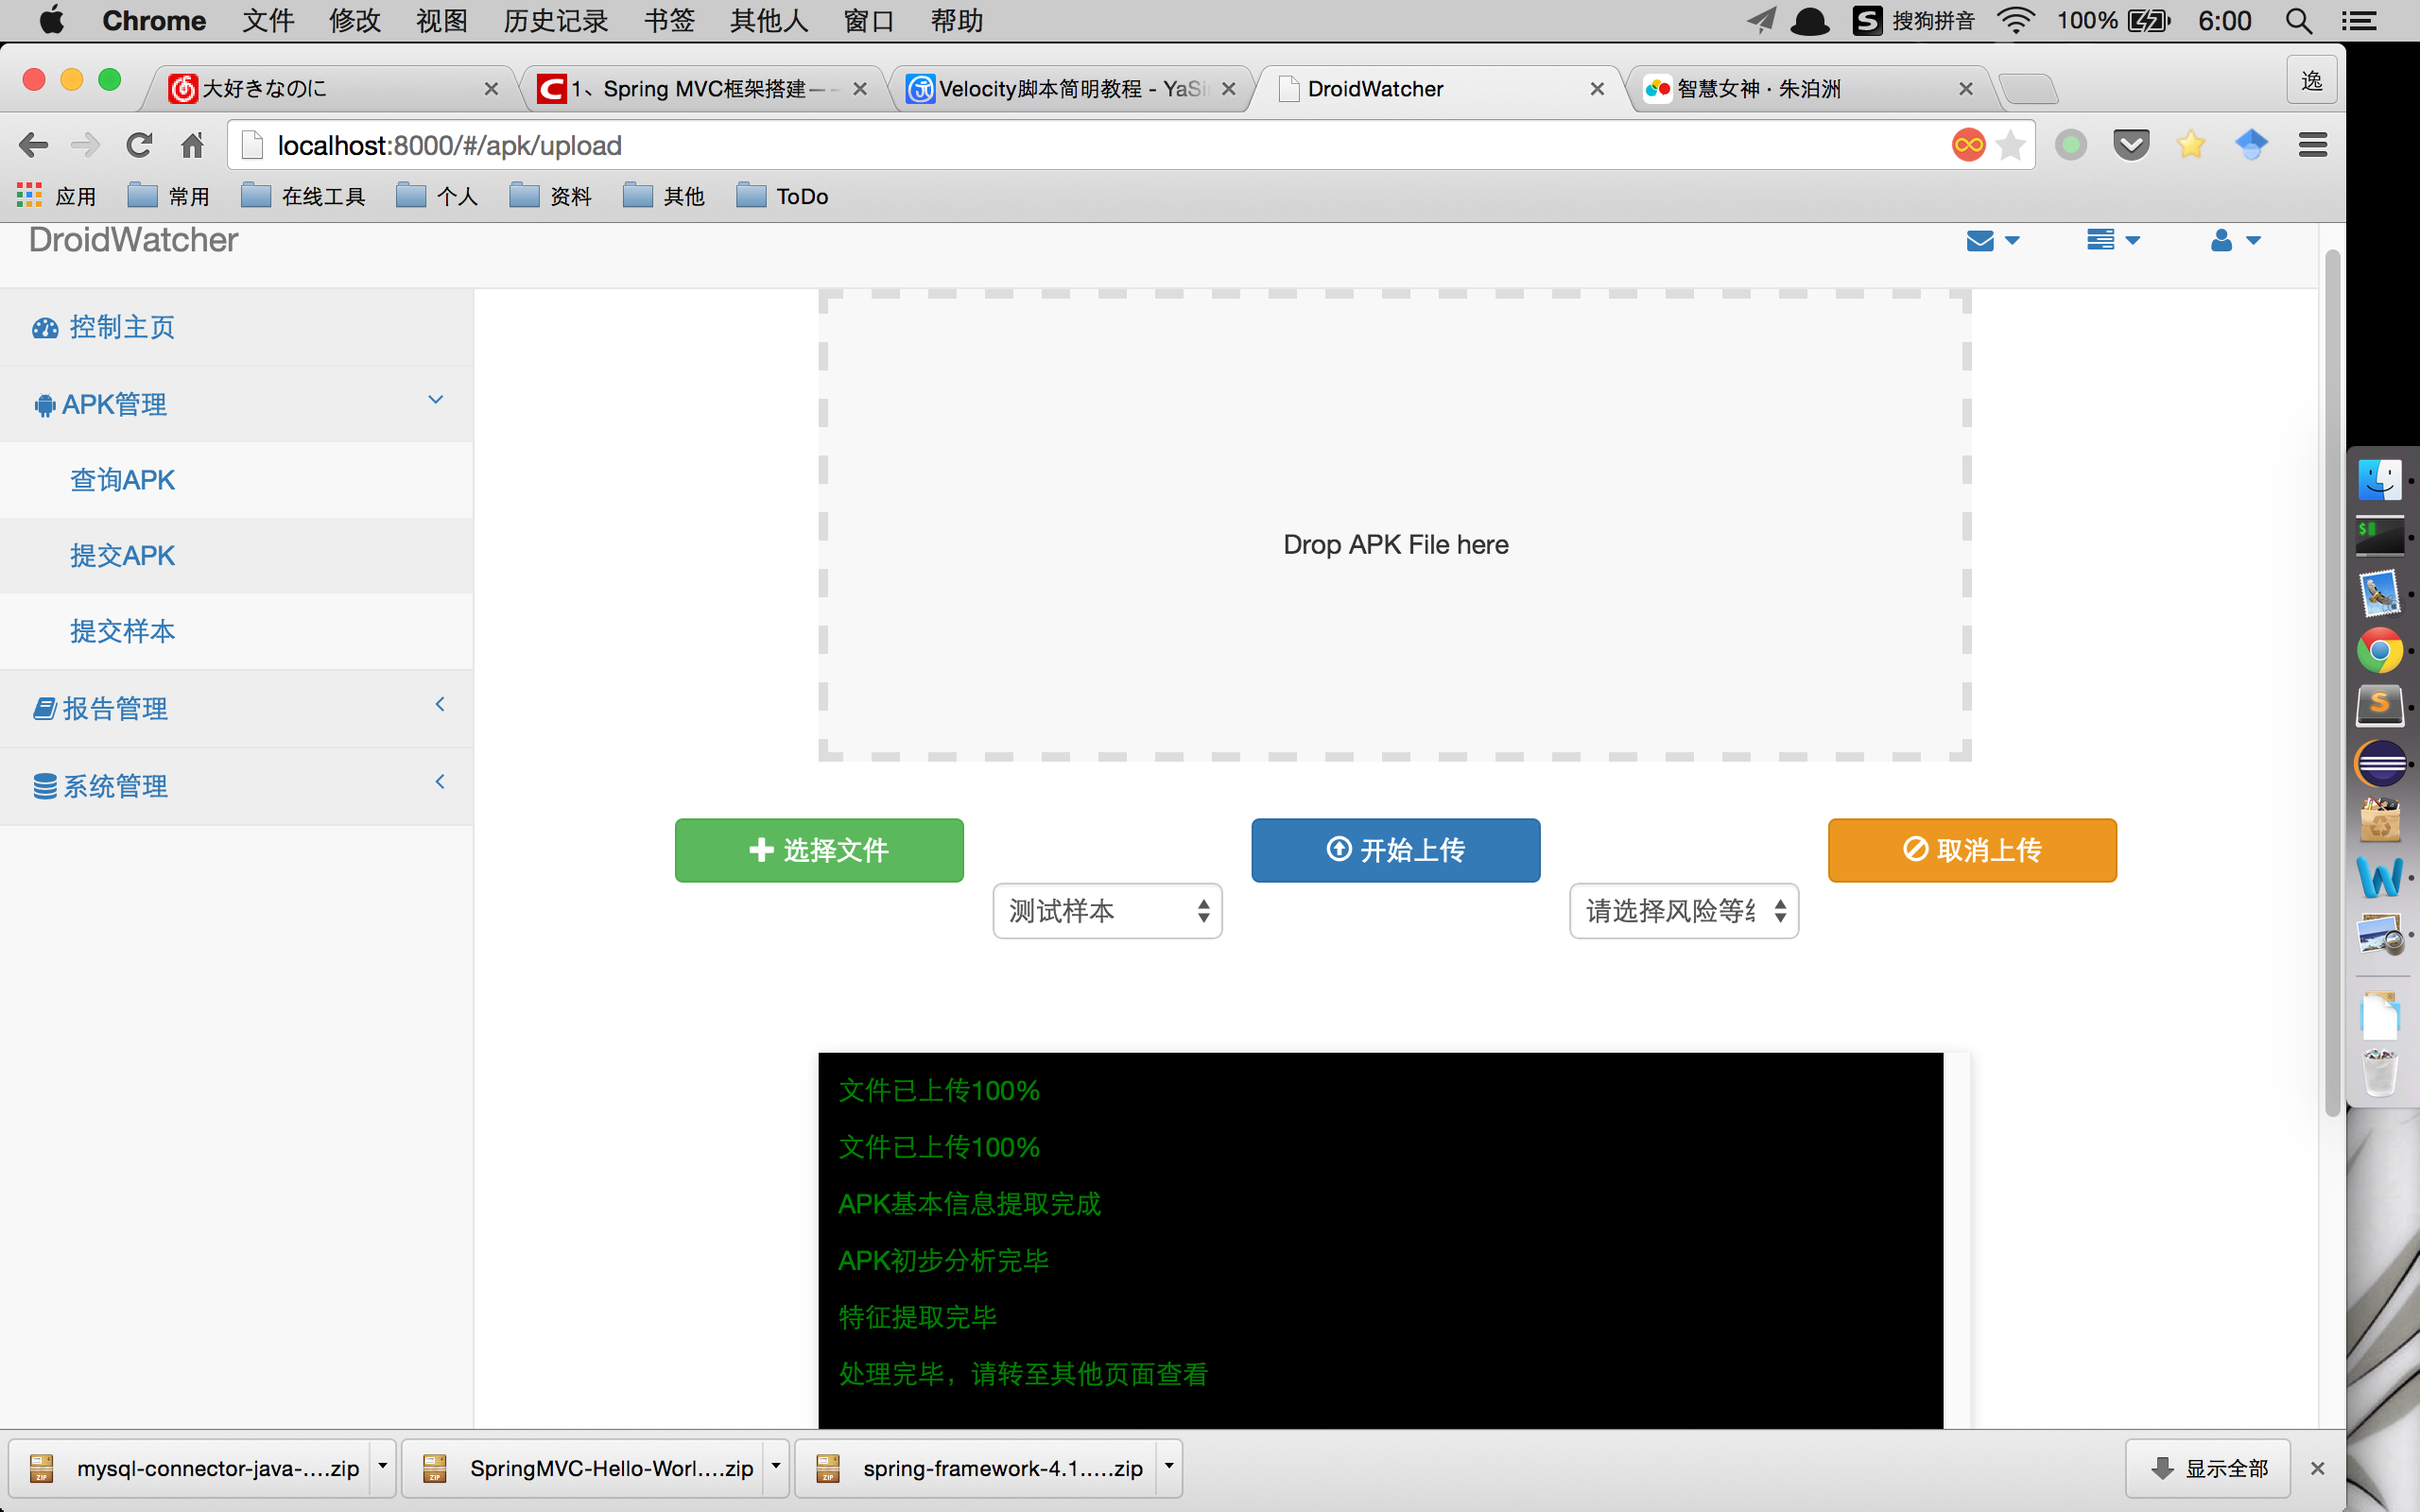 Chrome 文件 修改 视图 历史记录 书签 其他人 窗口 帮助 搜狗拼音 100% 6:00
大好きなのに 1、Spring MVC框架搭建— Velocity脚本简明教程 - YaSi DroidWatcher 智慧女神 · 朱泊洲 逸
localhost:8000/#/apk/upload
应用 常用 在线工具 个人 资料 其他 ToDo
DroidWatcher
控制主页
APK管理
查询APK
提交APK
提交样本
报告管理
系统管理
Drop APK File here
选择文件 开始上传 取消上传
测试样本 请选择风险等
文件已上传100%
文件已上传100%
APK基本信息提取完成
APK初步分析完毕
特征提取完毕
处理完毕，请转至其他页面查看
mysql-connector-java-....zip SpringMVC-Hello-Worl....zip spring-framework-4.1.....zip 显示全部